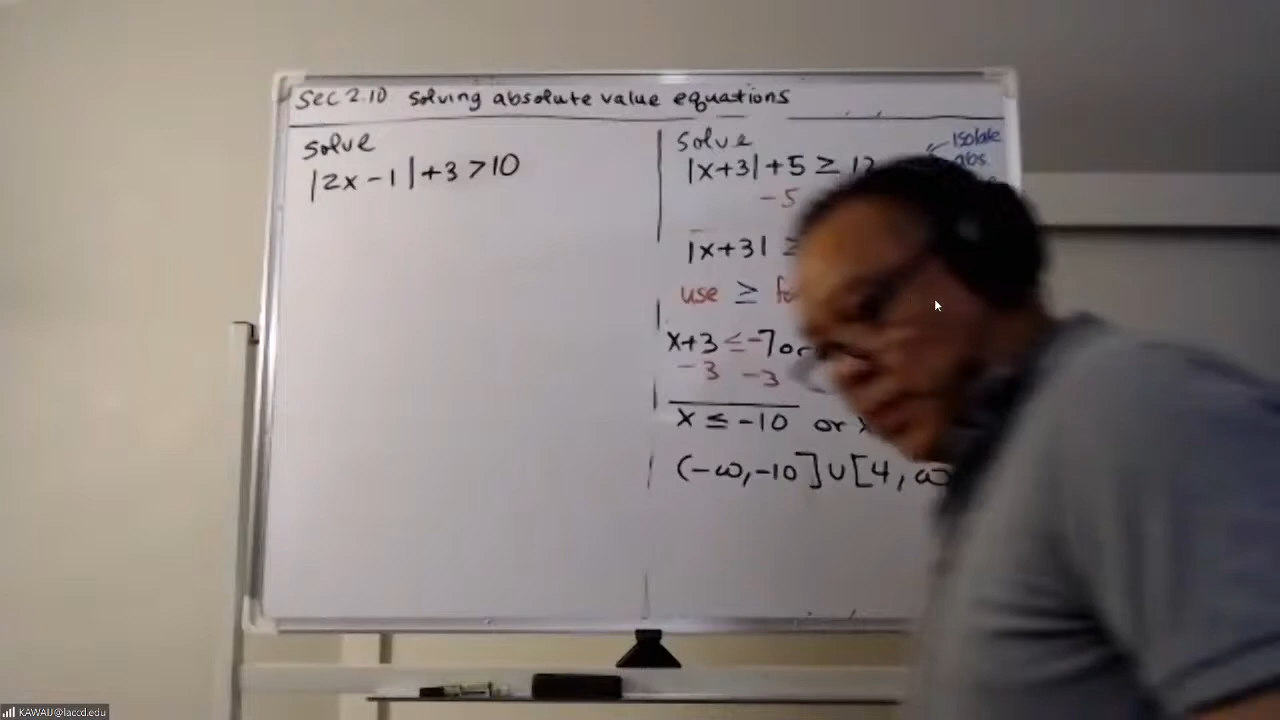 Sec 2.10 Solving absolute value equations
Solve
|2x - 1| + 3 > 10
Solve
|x+3| + 5 ≥ 12
Isolate
abs.
-5
|x+3| ≥
use ≥
x+3 ≤ -7 or
-3 -3
x ≤ -10 or x
(-∞, -10] ∪ [4, ∞
KAWAIJ@laccd.edu